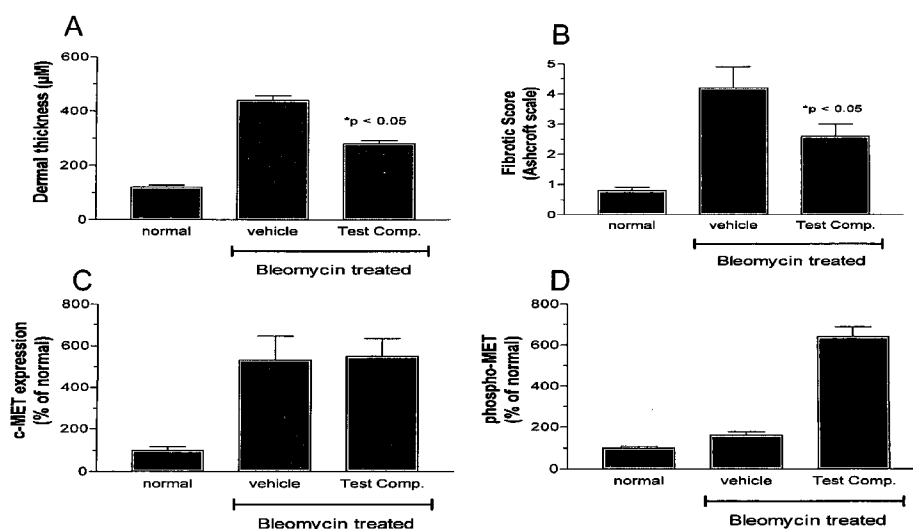 A
Dermal thickness (µM)
600
400
200
0
*p < 0.05
normal
vehicle
Test Comp.
Bleomycin treated
B
Fibrotic Score
(Ashcroft scale)
5
4
3
2
1
0
*p < 0.05
normal
vehicle
Test Comp.
Bleomycin treated
C
c-MET expression
(% of normal)
800
600
400
200
0
normal
vehicle
Test Comp.
Bleomycin treated
D
phospho-MET
(% of normal)
800
600
400
200
0
normal
vehicle
Test Comp.
Bleomycin treated